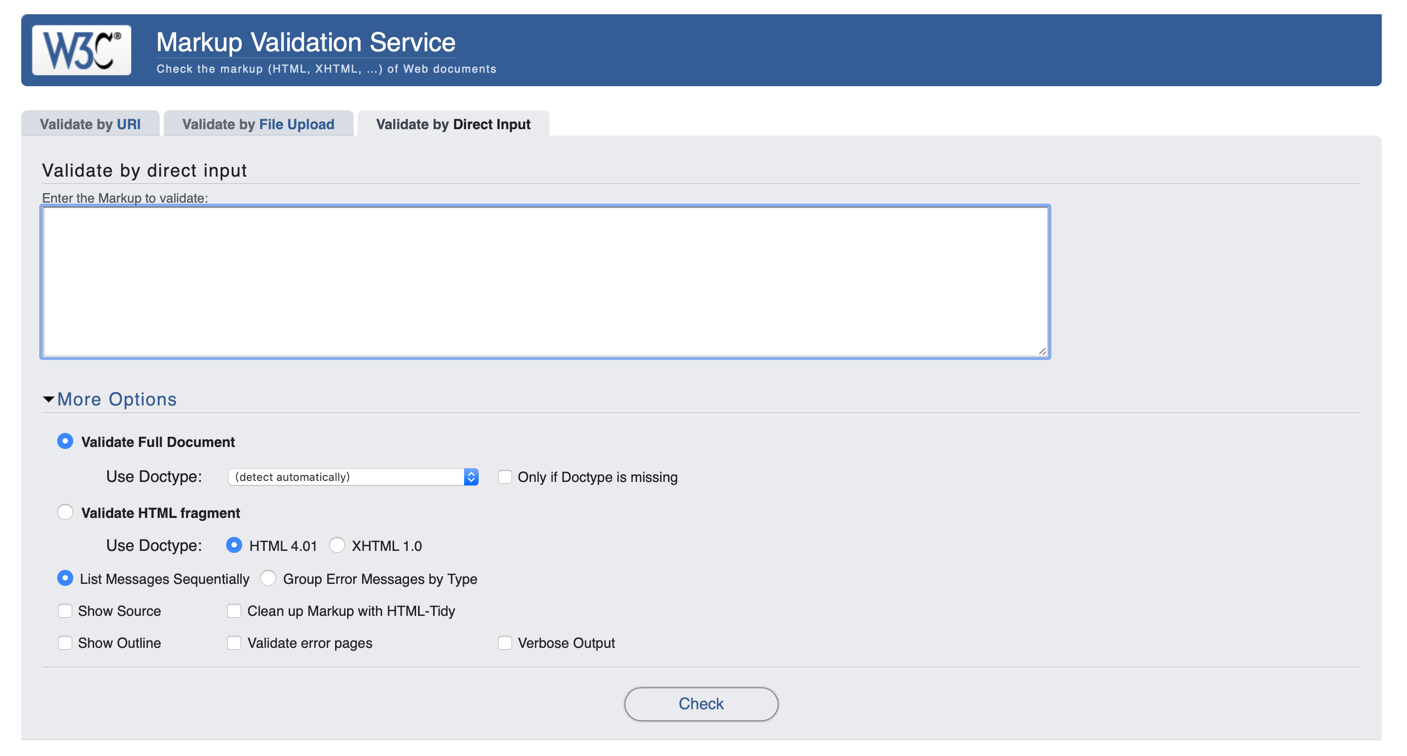 W3C®
Markup Validation Service
Check the markup (HTML, XHTML, …) of Web documents
Validate by URI
Validate by File Upload
Validate by Direct Input
Validate by direct input
Enter the Markup to validate:
More Options
Validate Full Document
Use Doctype: (detect automatically) Only if Doctype is missing
Validate HTML fragment
Use Doctype: HTML 4.01 XHTML 1.0
List Messages Sequentially Group Error Messages by Type
Show Source Clean up Markup with HTML-Tidy
Show Outline Validate error pages Verbose Output
Check